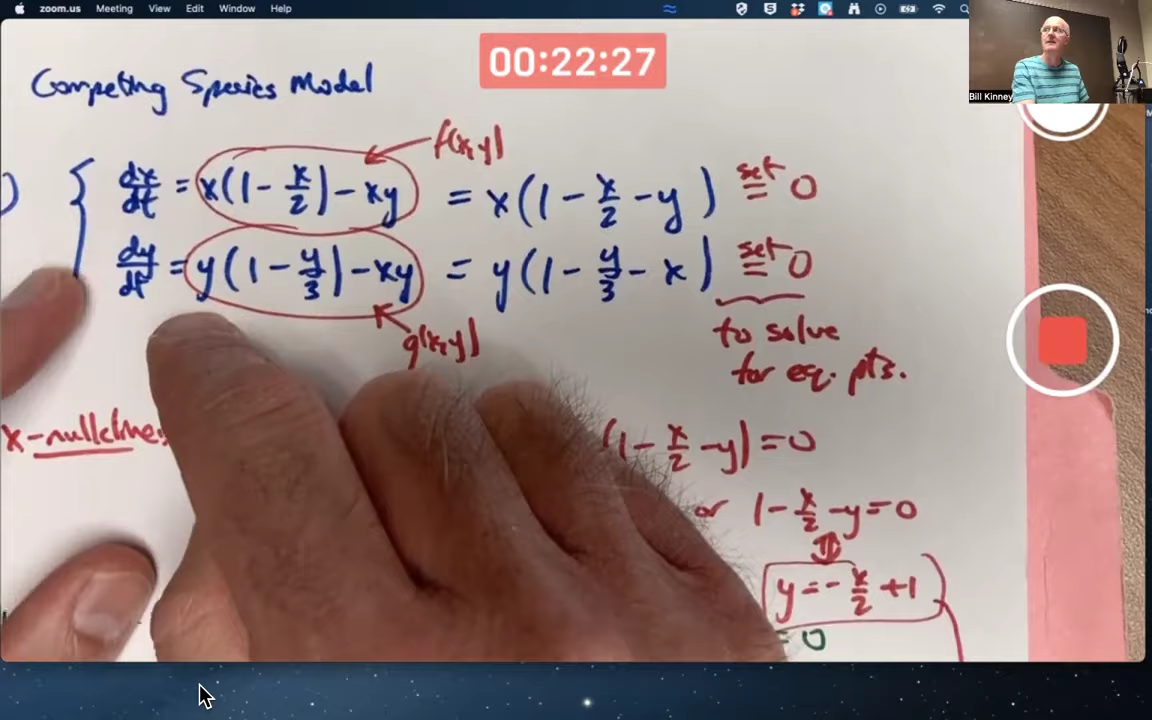 zoom.us Meeting View Edit Window Help
00:22:27
Bill Kinney
Competing Species Model
f(x,y)
dx/dt = x(1 - x/2) - xy = x(1 - x/2 - y) set = 0
dy/dt = y(1 - y/3) - xy = y(1 - y/3 - x) set = 0
g(x,y)
to solve
for eq. pts.
x-nullclines
(1 - x/2 - y) = 0
or 1 - x/2 - y = 0
y = -x/2 + 1
= 0